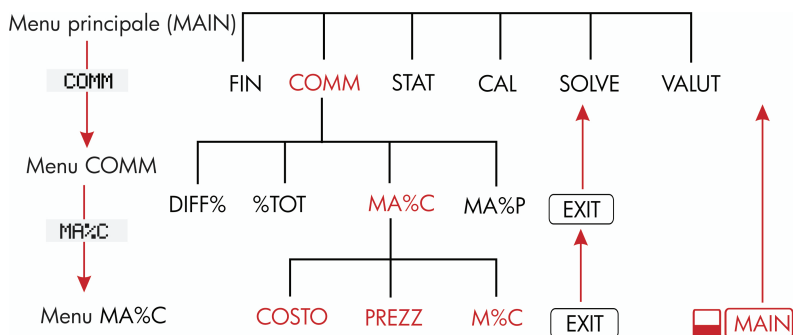 Menu principale (MAIN)
COMM
FIN COMM STAT CAL SOLVE VALUT
Menu COMM
DIFF% %TOT MA%C MA%P EXIT
MA%C
Menu MA%C
COSTO PREZZ M%C EXIT MAIN